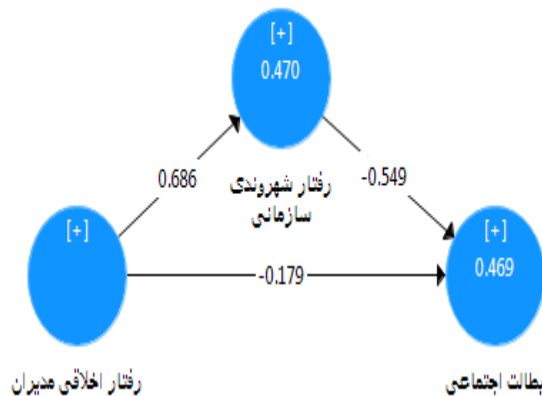 [+]
0.470
0.686
-0.549
رفتار شهروندی
سازمانی
[+]
[+]
0.469
-0.179
رفتار اخلاقی مدیران
بطالت اجتماعی